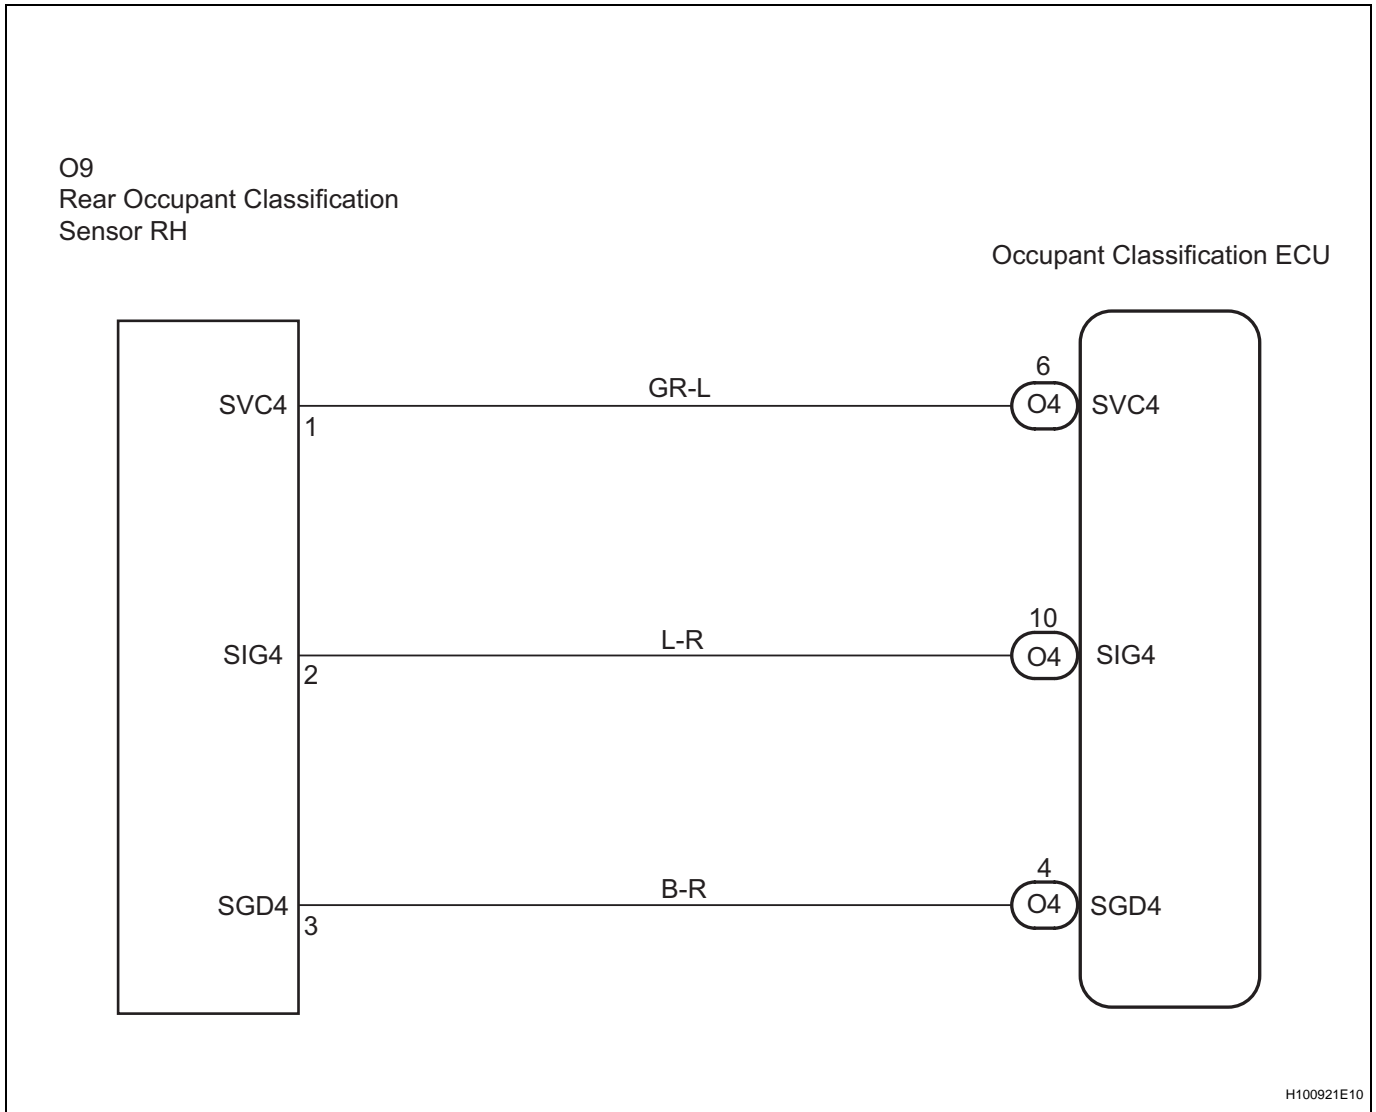 O9
Rear Occupant Classification
Sensor RH
Occupant Classification ECU
SVC4
1
GR-L
6
O4
SVC4
SIG4
2
L-R
10
O4
SIG4
SGD4
3
B-R
4
O4
SGD4
H100921E10